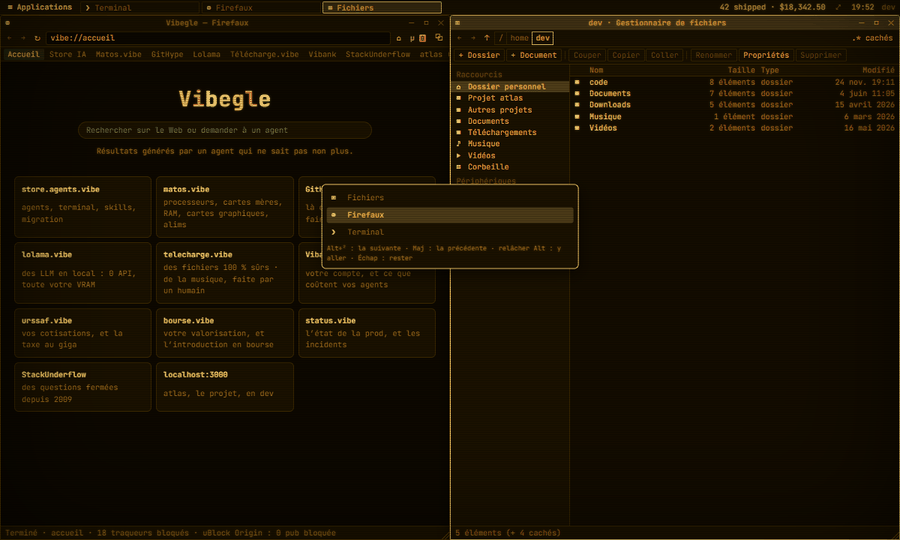 Applications
Terminal
Firefaux
Fichiers
42 shipped · $18,342.50
19:52
dev
Vibegle — Firefaux
vibe://accueil
Accueil Store IA Matos.vibe GitHype Lolama Télécharge.vibe Vibank StackUnderflow atlas
Vibegle
Rechercher sur le Web ou demander à un agent
Résultats générés par un agent qui ne sait pas non plus.
store.agents.vibe
agents, terminal, skills,
migration
matos.vibe
processeurs, cartes mères,
RAM, cartes graphiques,
alims
lolama.vibe
des LLM en local : 0 API,
toute votre VRAM
telecharge.vibe
des fichiers 100 % sûrs ·
de la musique, faite par
un humain
votre compte, et ce que
coûtent vos agents
urssaf.vibe
vos cotisations, et la
taxe au giga
bourse.vibe
votre valorisation, et
l'introduction en bourse
status.vibe
l'état de la prod, et les
incidents
StackUnderflow
des questions fermées
depuis 2009
localhost:3000
atlas, le projet, en dev
Terminé · accueil · 18 traqueurs bloqués · uBlock Origin : 0 pub bloquée
Fichiers
Firefaux
Terminal
Alt+² : la suivante · Maj : la précédente · relâcher Alt : y
aller · Échap : rester
dev · Gestionnaire de fichiers
/ home dev
.* cachés
+ Dossier + Document Couper Copier Coller Renommer Propriétés Supprimer
Raccourcis
Dossier personnel
Projet atlas
Autres projets
Documents
Téléchargements
Musique
Vidéos
Corbeille
Périphériques
Nom Taille Type Modifié
code 8 éléments dossier 24 nov. 19:11
Documents 7 éléments dossier 4 juin 11:05
Downloads 5 éléments dossier 15 avril 2026
Musique 1 élément dossier 6 mars 2026
Vidéos 2 éléments dossier 16 mai 2026
5 éléments (+ 4 cachés)